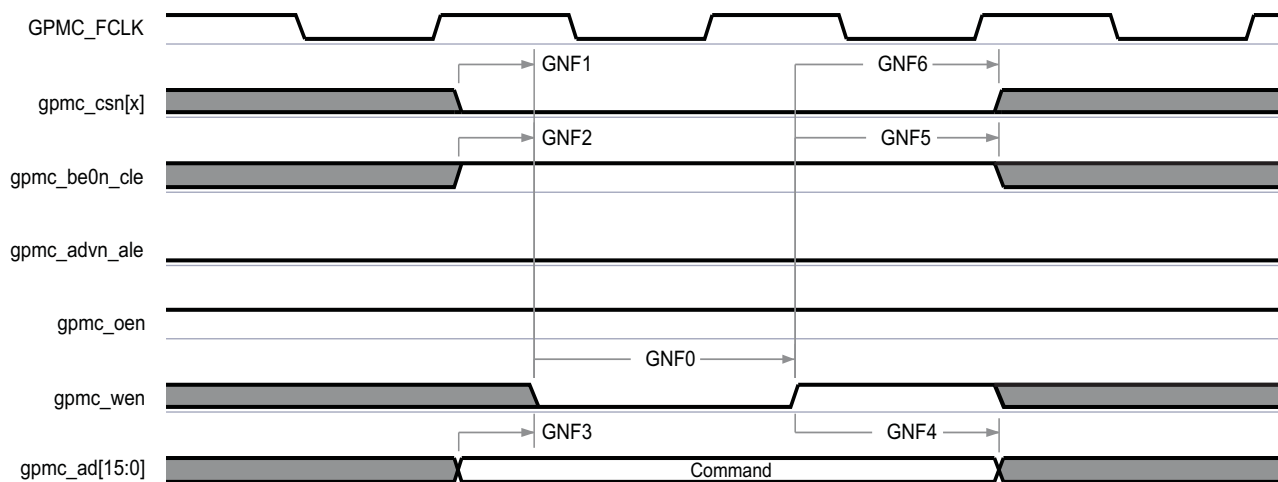 GPMC_FCLK
GNF1 GNF6
gpmc_csn[x]
GNF2 GNF5
gpmc_be0n_cle
gpmc_advn_ale
gpmc_oen
GNF0
gpmc_wen
GNF3 GNF4
gpmc_ad[15:0] Command